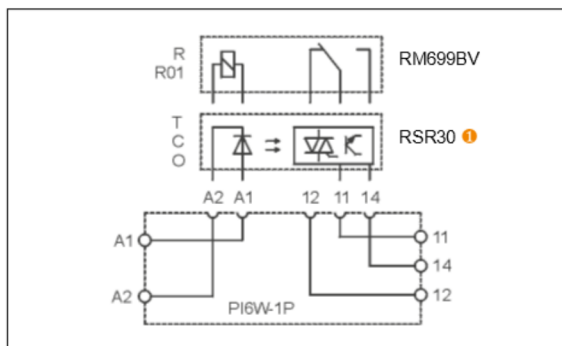 R
R01
RM699BV
T
C
O
RSR30 ❶
A2 A1 12 11 14
A1
11
14
A2
12
PI6W-1P